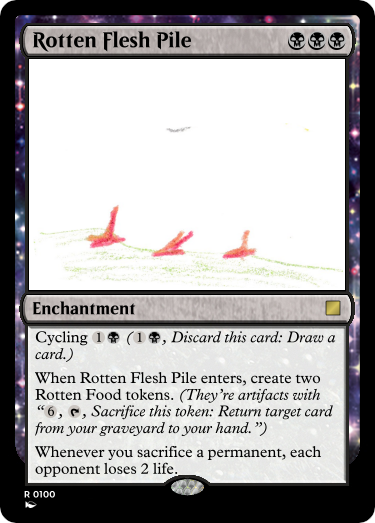 Rotten Flesh Pile
Enchantment
Cycling 1 (1, Discard this card: Draw a
card.)
When Rotten Flesh Pile enters, create two
Rotten Food tokens. (They're artifacts with
“6, , Sacrifice this token: Return target card
from your graveyard to your hand.”)
Whenever you sacrifice a permanent, each
opponent loses 2 life.
R 0100